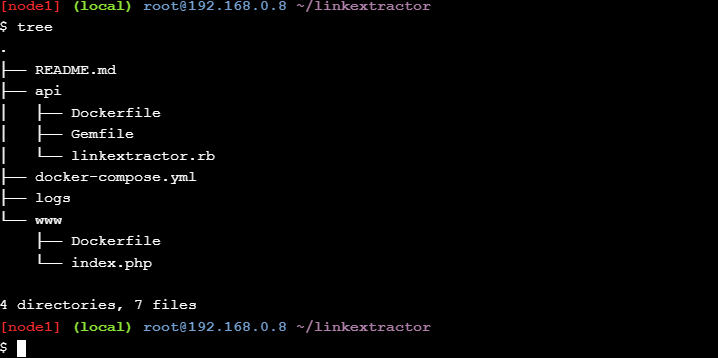 [node1] (local) root@192.168.0.8 ~/linkextractor
$ tree
.
├── README.md
├── api
│   ├── Dockerfile
│   ├── Gemfile
│   └── linkextractor.rb
├── docker-compose.yml
├── logs
└── www
    ├── Dockerfile
    └── index.php

4 directories, 7 files
[node1] (local) root@192.168.0.8 ~/linkextractor
$